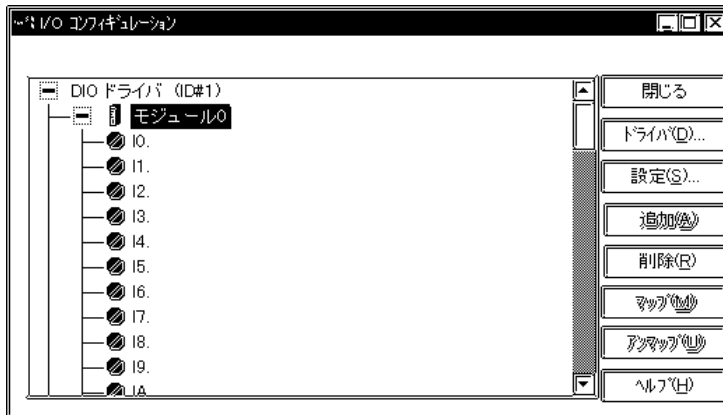 I/O コンフィギュレーション
DIO ドライバ (ID#1)
モジュール0
I0.
I1.
I2.
I3.
I4.
I5.
I6.
I7.
I8.
I9.
IA
閉じる
ドライバ(D)...
設定(S)...
追加(A)
削除(R)
マップ(M)
アンマップ(U)
ヘルプ(H)